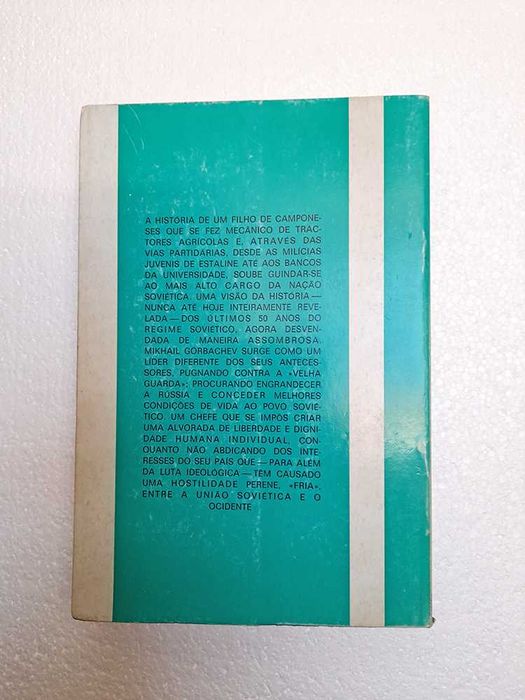 A HISTÓRIA DE UM FILHO DE CAMPONE-
SES QUE SE FEZ MECÂNICO DE TRAC-
TORES AGRÍCOLAS E, ATRAVÉS DAS
VIAS PARTIDÁRIAS, DESDE AS MILÍCIAS
JUVENIS DE ESTALINE ATÉ AOS BANCOS
DA UNIVERSIDADE, SOUBE GUINDAR-SE
AO MAIS ALTO CARGO DA NAÇÃO
SOVIÉTICA. UMA VISÃO DA HISTÓRIA —
NUNCA ATÉ HOJE INTEIRAMENTE REVE-
LADA — DOS ÚLTIMOS 50 ANOS DO
REGIME SOVIÉTICO, AGORA DESVEN-
DADA DE MANEIRA ASSOMBROSA.
MIKHAIL GORBACHEV SURGE COMO UM
LÍDER DIFERENTE DOS SEUS ANTECES-
SORES, PUGNANDO CONTRA A «VELHA
GUARDA»; PROCURANDO ENGRANDECER
A RÚSSIA E CONCEDER MELHORES
CONDIÇÕES DE VIDA AO POVO SOVIÉ-
TICO. UM CHEFE QUE SE IMPÔS CRIAR
UMA ALVORADA DE LIBERDADE E DIGNI-
DADE HUMANA INDIVIDUAL, CON-
QUANTO NÃO ABDICANDO DOS INTE-
RESSES DO SEU PAÍS QUE — PARA ALÉM
DA LUTA IDEOLÓGICA — TÊM CAUSADO
UMA HOSTILIDADE PERENE, «FRIA»,
ENTRE A UNIÃO SOVIÉTICA E O
OCIDENTE